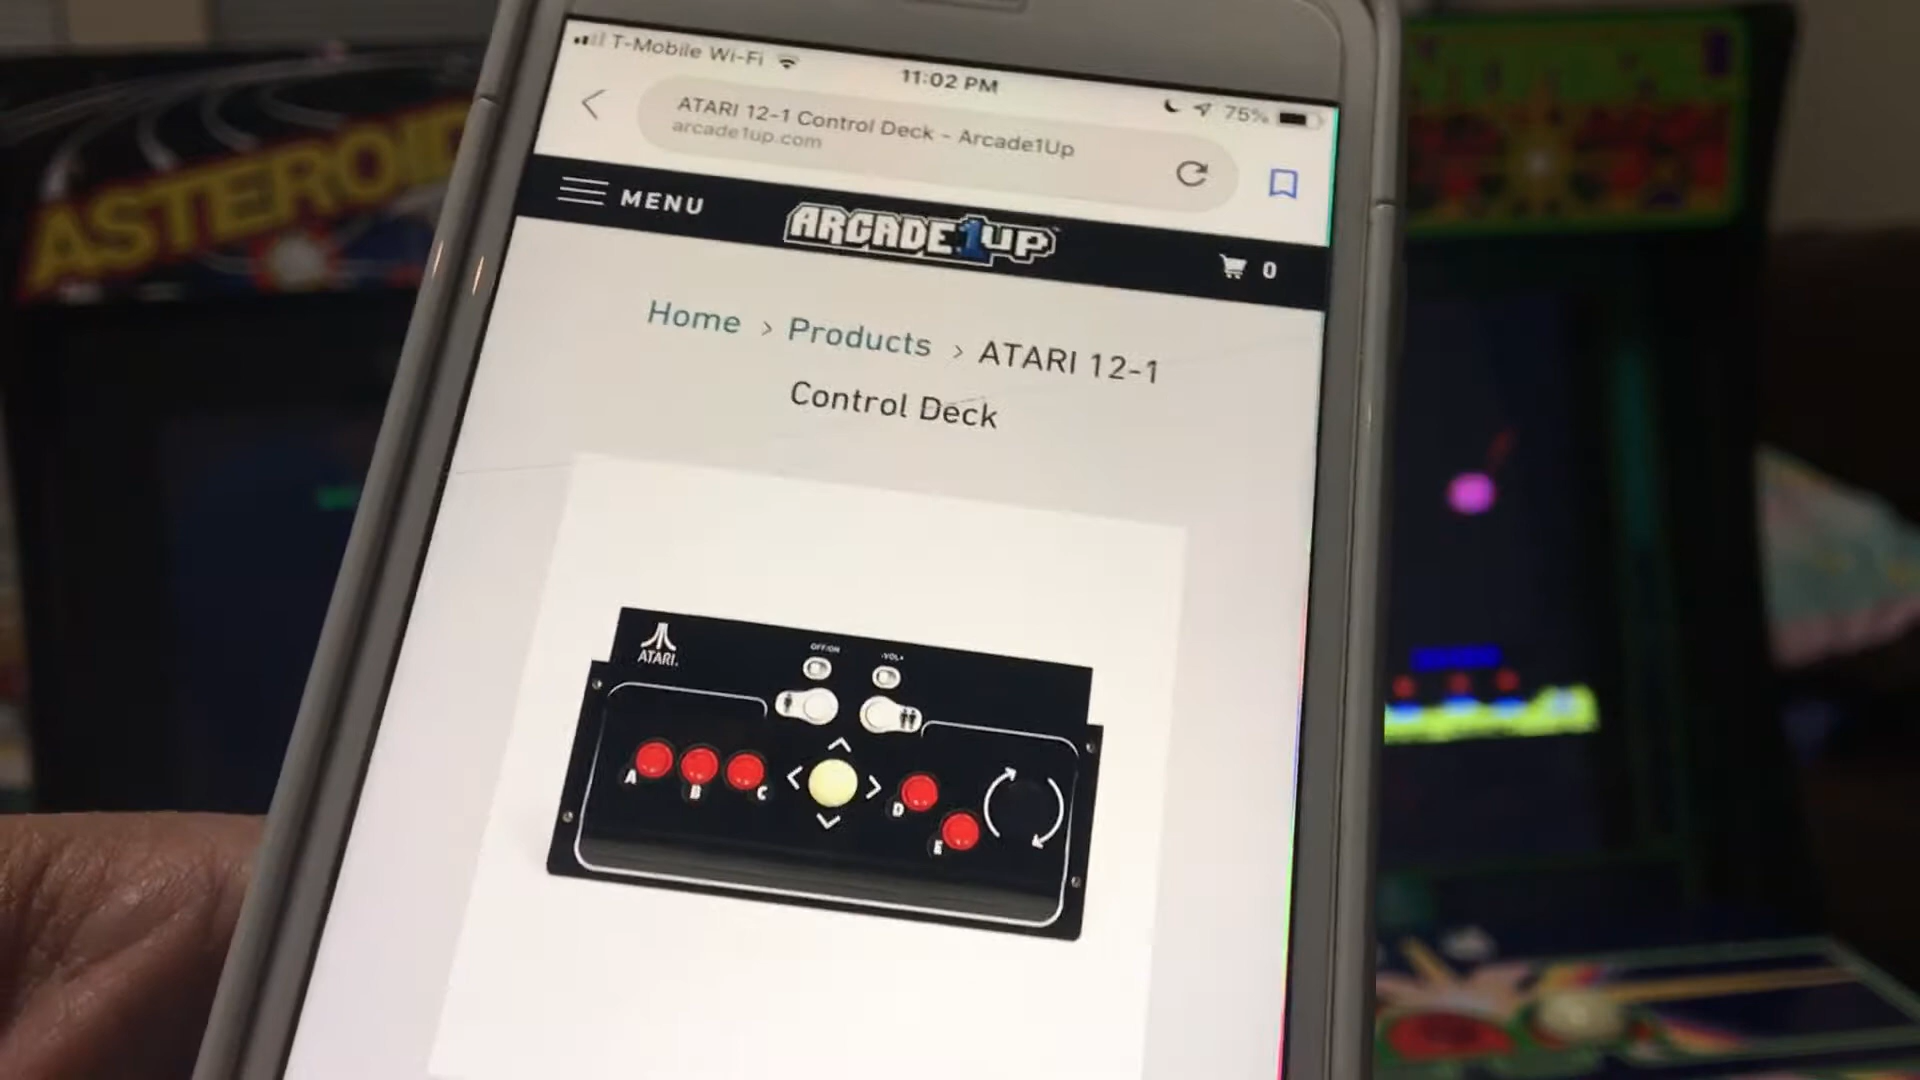 T-Mobile Wi-Fi
11:02 PM
75%
ATARI 12-1 Control Deck - Arcade1Up
arcade1up.com
MENU
ARCADE1UP
0
Home > Products > ATARI 12-1
Control Deck
ATARI
OFF/ON
-VOL+
A
B
C
D
E
ASTEROID